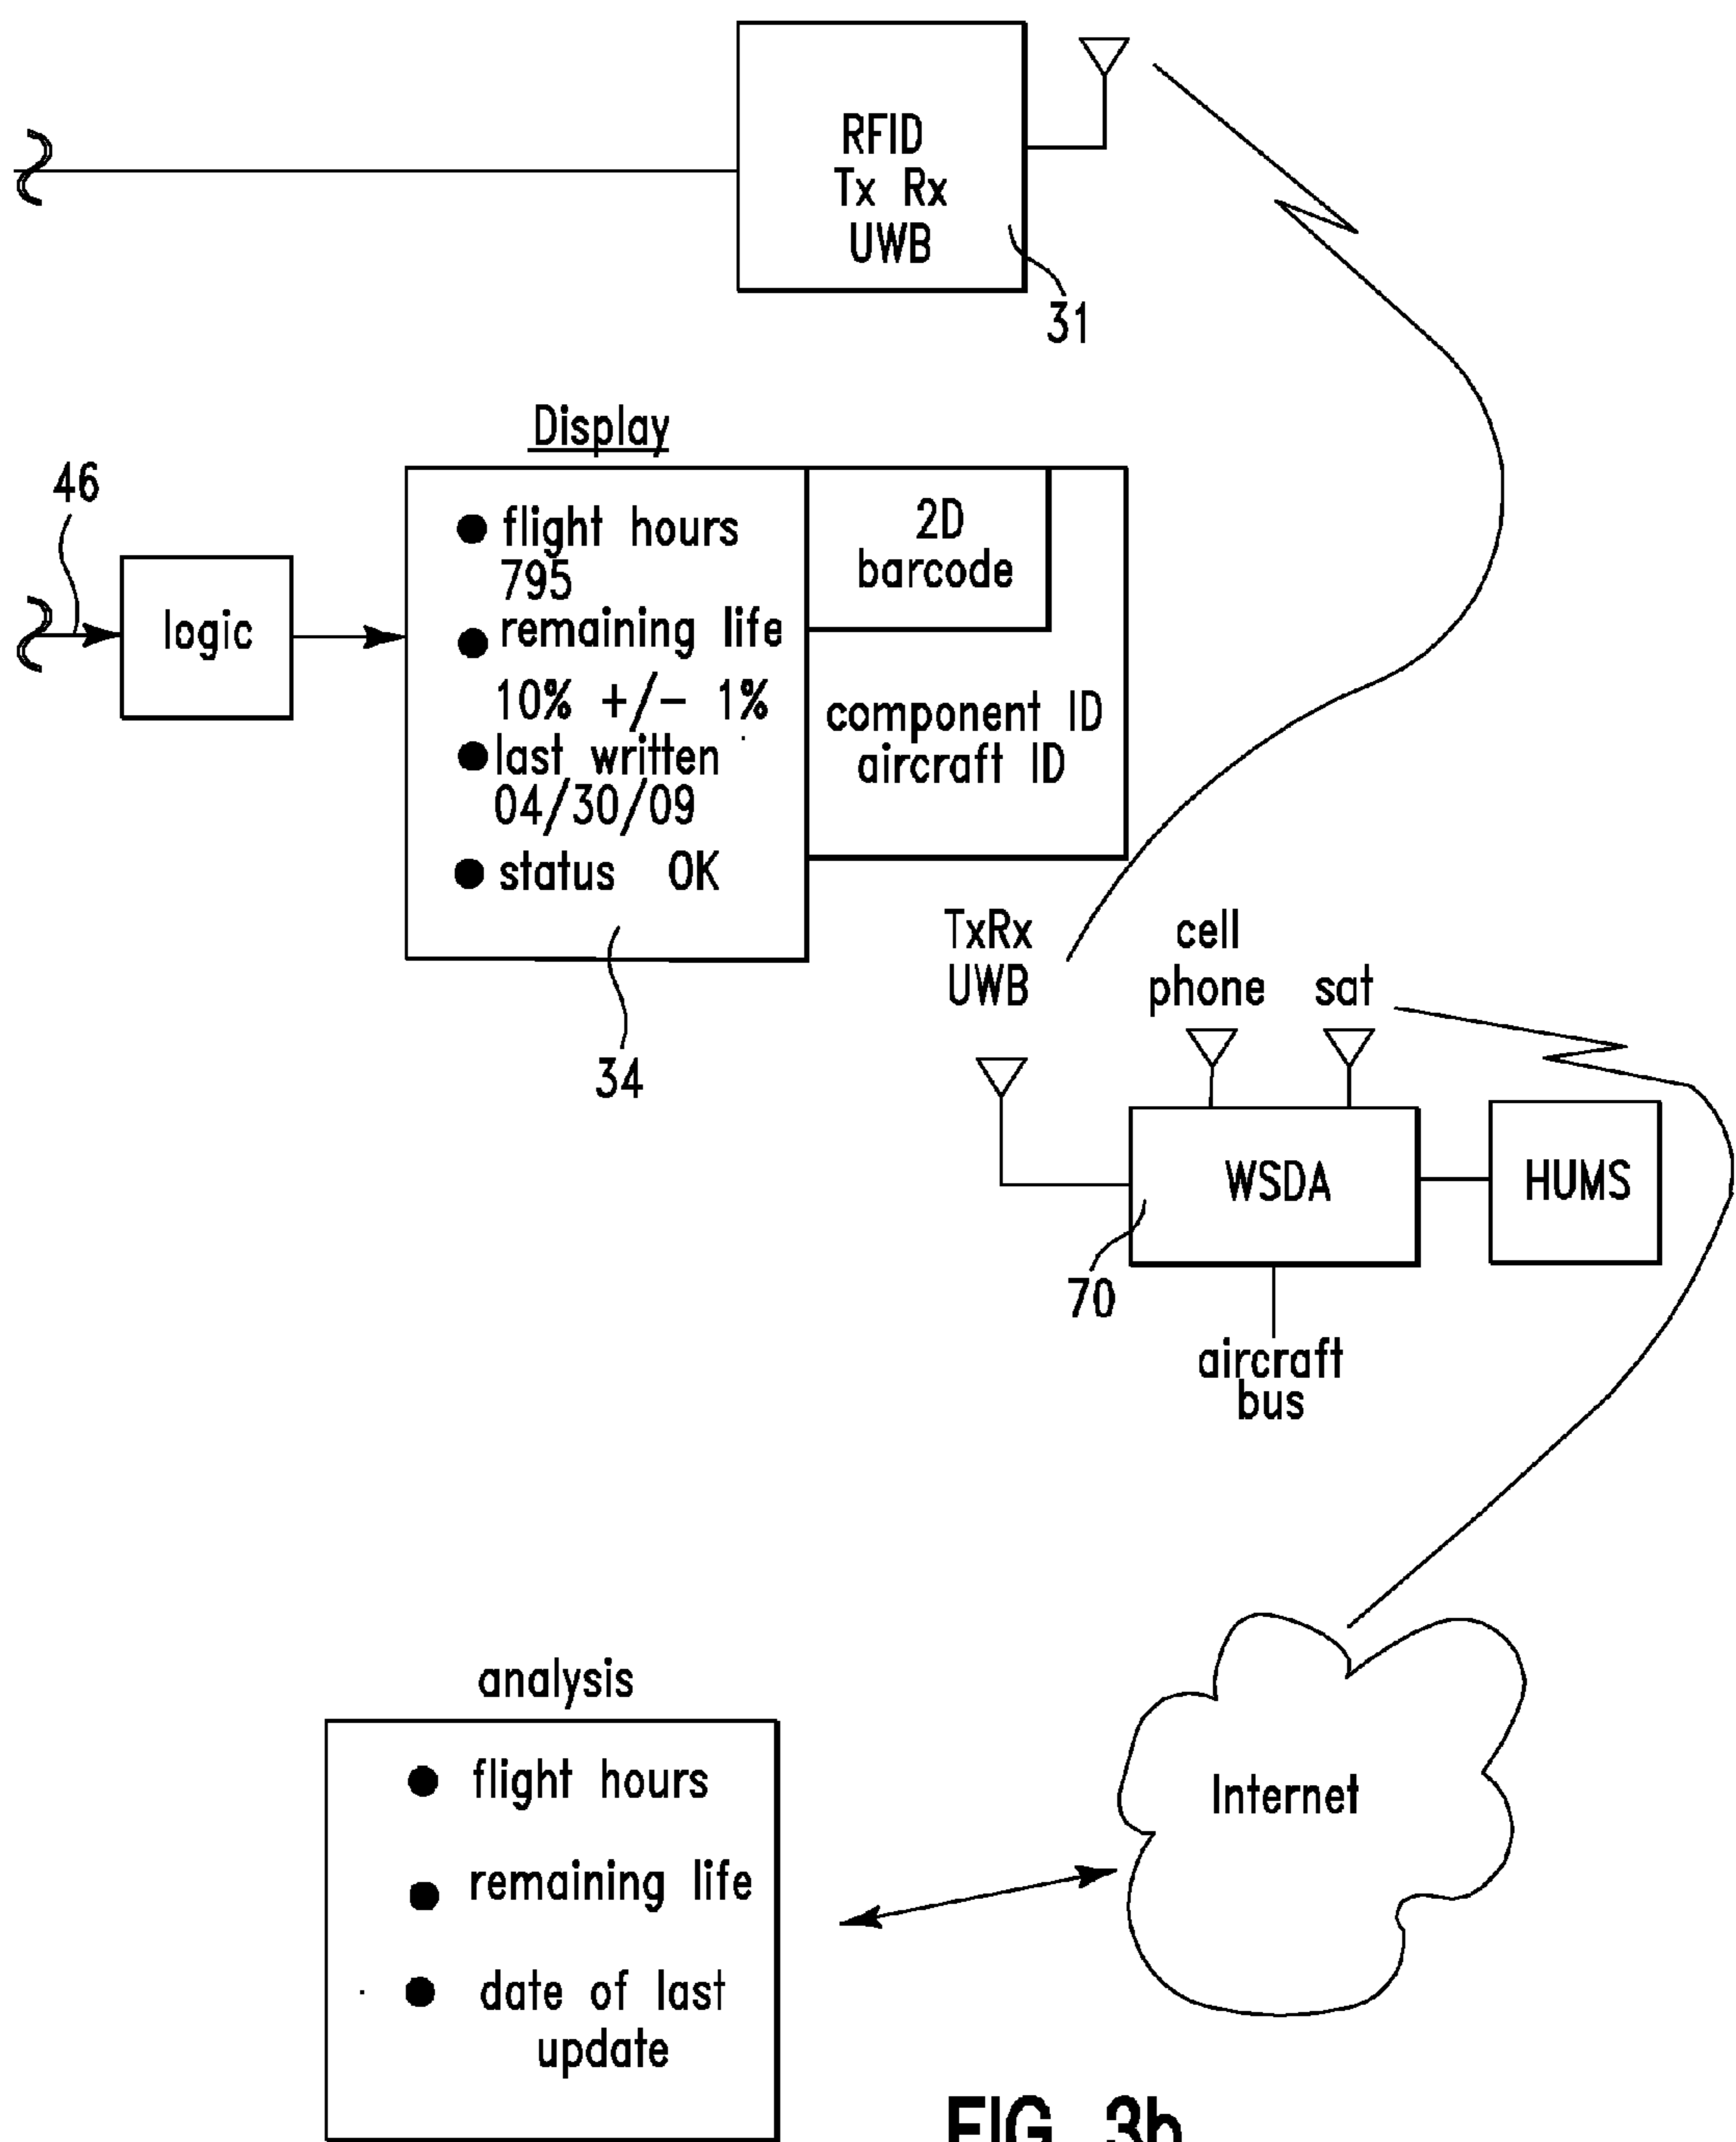 RFID
Tx Rx
UWB
31
Display
46
logic
flight hours
795
remaining life
10% +/- 1%
last written
04/30/09
status OK
2D
barcode
component ID
aircraft ID
34
TxRx
UWB
cell
phone
sat
WSDA
HUMS
70
aircraft
bus
analysis
flight hours
remaining life
date of last
update
Internet
FIG. 3b